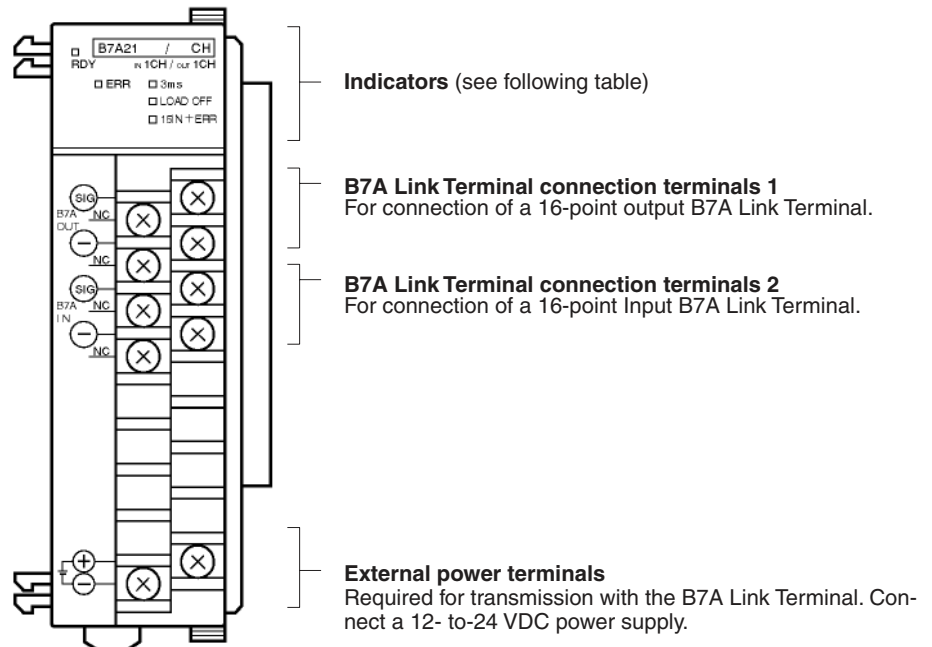 B7A21 / CH
RDY IN 1CH / OUT 1CH
ERR 3ms
LOAD OFF
16IN+ERR
Indicators (see following table)
SIG
B7A OUT
NC
−
NC
B7A Link Terminal connection terminals 1
For connection of a 16-point output B7A Link Terminal.
SIG
B7A IN
NC
−
NC
B7A Link Terminal connection terminals 2
For connection of a 16-point Input B7A Link Terminal.
+
−
External power terminals
Required for transmission with the B7A Link Terminal. Con-
nect a 12- to-24 VDC power supply.